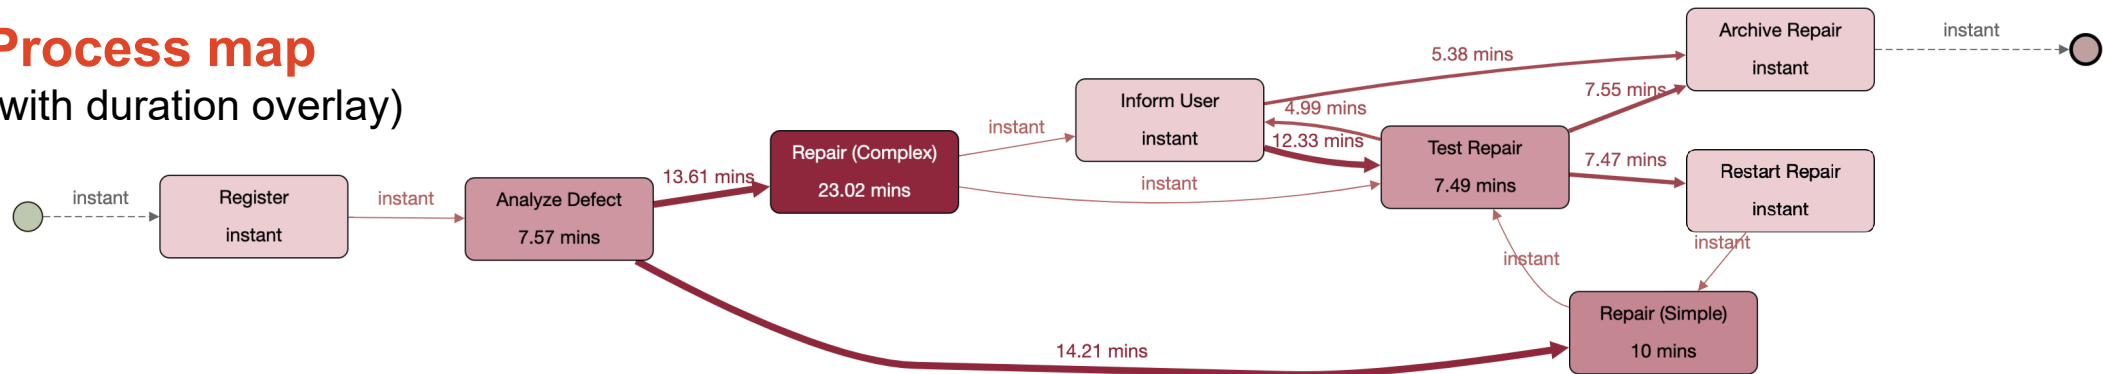 Process map
with duration overlay)
instant
Register
instant
instant
Analyze Defect
7.57 mins
13.61 mins
14.21 mins
Repair (Complex)
23.02 mins
instant
instant
Inform User
instant
5.38 mins
4.99 mins
12.33 mins
Test Repair
7.49 mins
7.55 mins
7.47 mins
Archive Repair
instant
instant
Restart Repair
instant
instant
instant
Repair (Simple)
10 mins